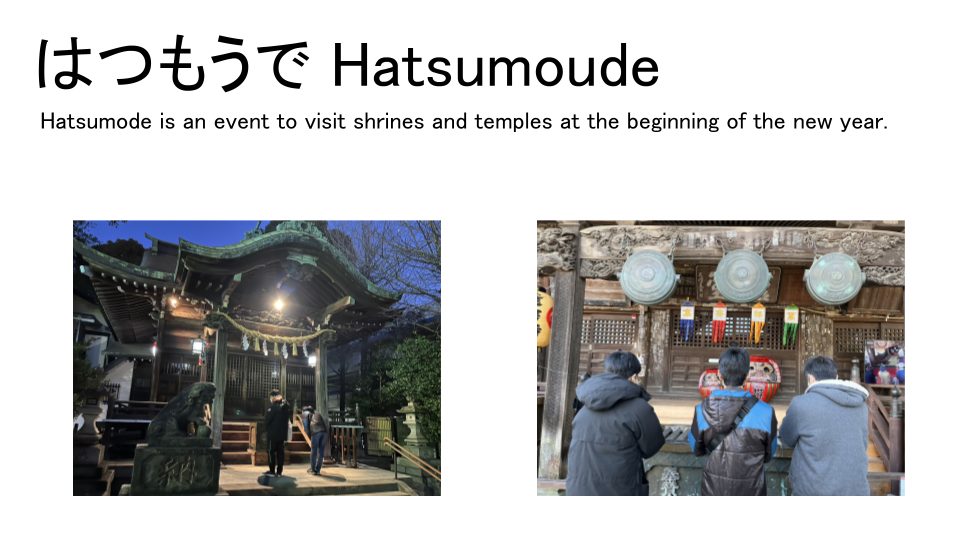 はつもうで Hatsumoude
Hatsumode is an event to visit shrines and temples at the beginning of the new year.